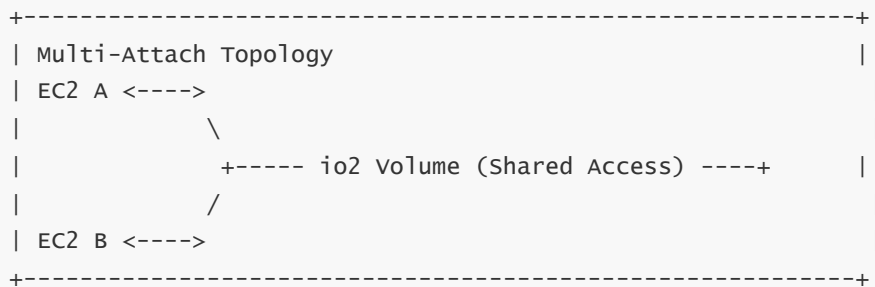 +----------------------------------------------------------+
| Multi-Attach Topology                                    |
| EC2 A <---->
|             \
|              +----- io2 Volume (Shared Access) ----+     |
|             /
| EC2 B <---->
+----------------------------------------------------------+